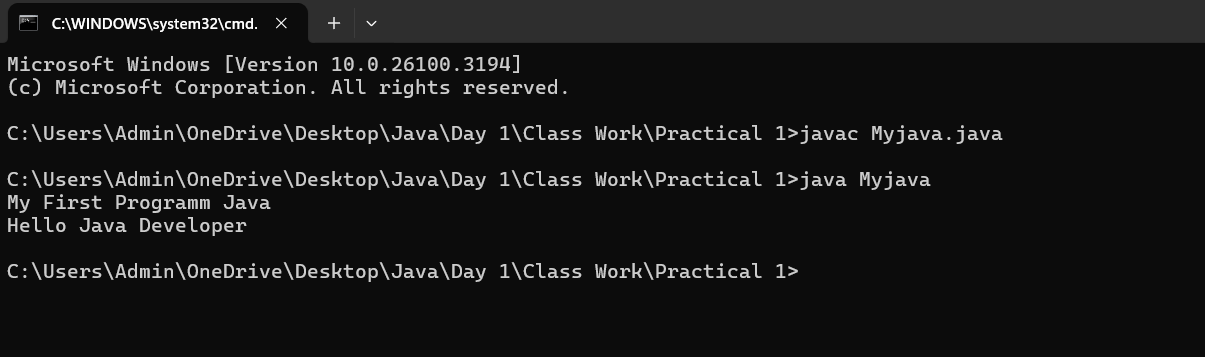 C:\WINDOWS\system32\cmd.
Microsoft Windows [Version 10.0.26100.3194]
(c) Microsoft Corporation. All rights reserved.
C:\Users\Admin\OneDrive\Desktop\Java\Day 1\Class Work\Practical 1>javac Myjava.java
C:\Users\Admin\OneDrive\Desktop\Java\Day 1\Class Work\Practical 1>java Myjava
My First Programm Java
Hello Java Developer
C:\Users\Admin\OneDrive\Desktop\Java\Day 1\Class Work\Practical 1>